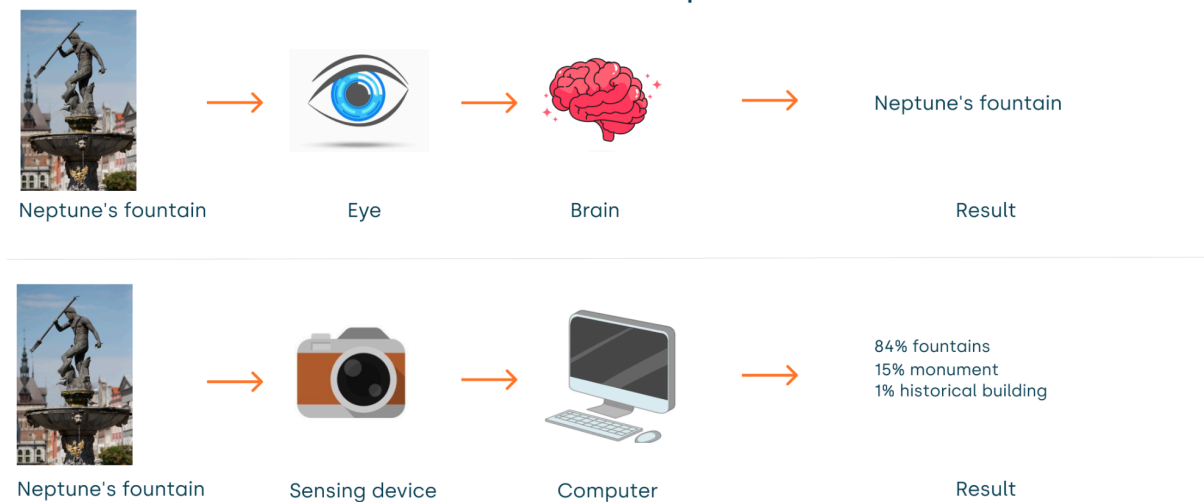 Neptune's fountain
Neptune's fountain
Eye
Brain
Result
84% fountains
15% monument
1% historical building
Neptune's fountain
Sensing device
Computer
Result